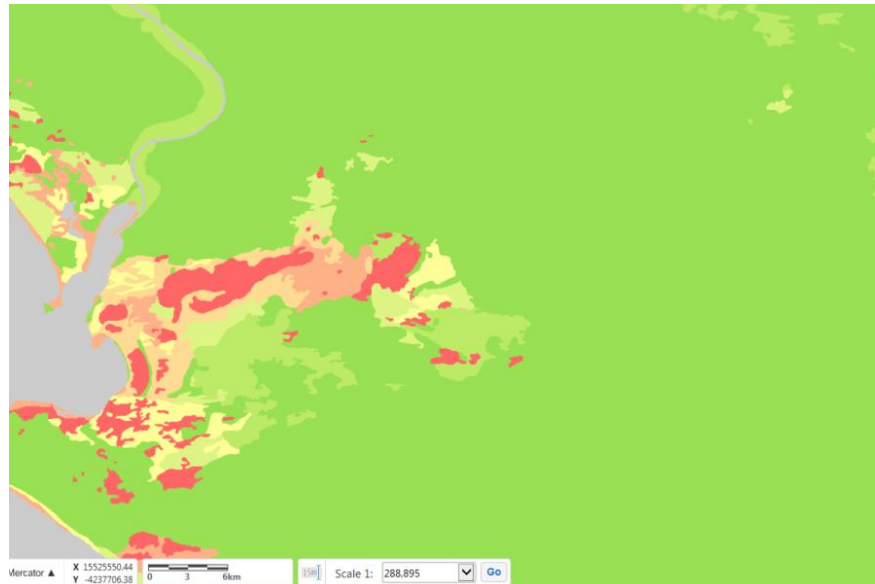 Mercator ▲
X 15525550.44
Y -4237706.38
0 3 6km
Scale 1: 288.895 Go